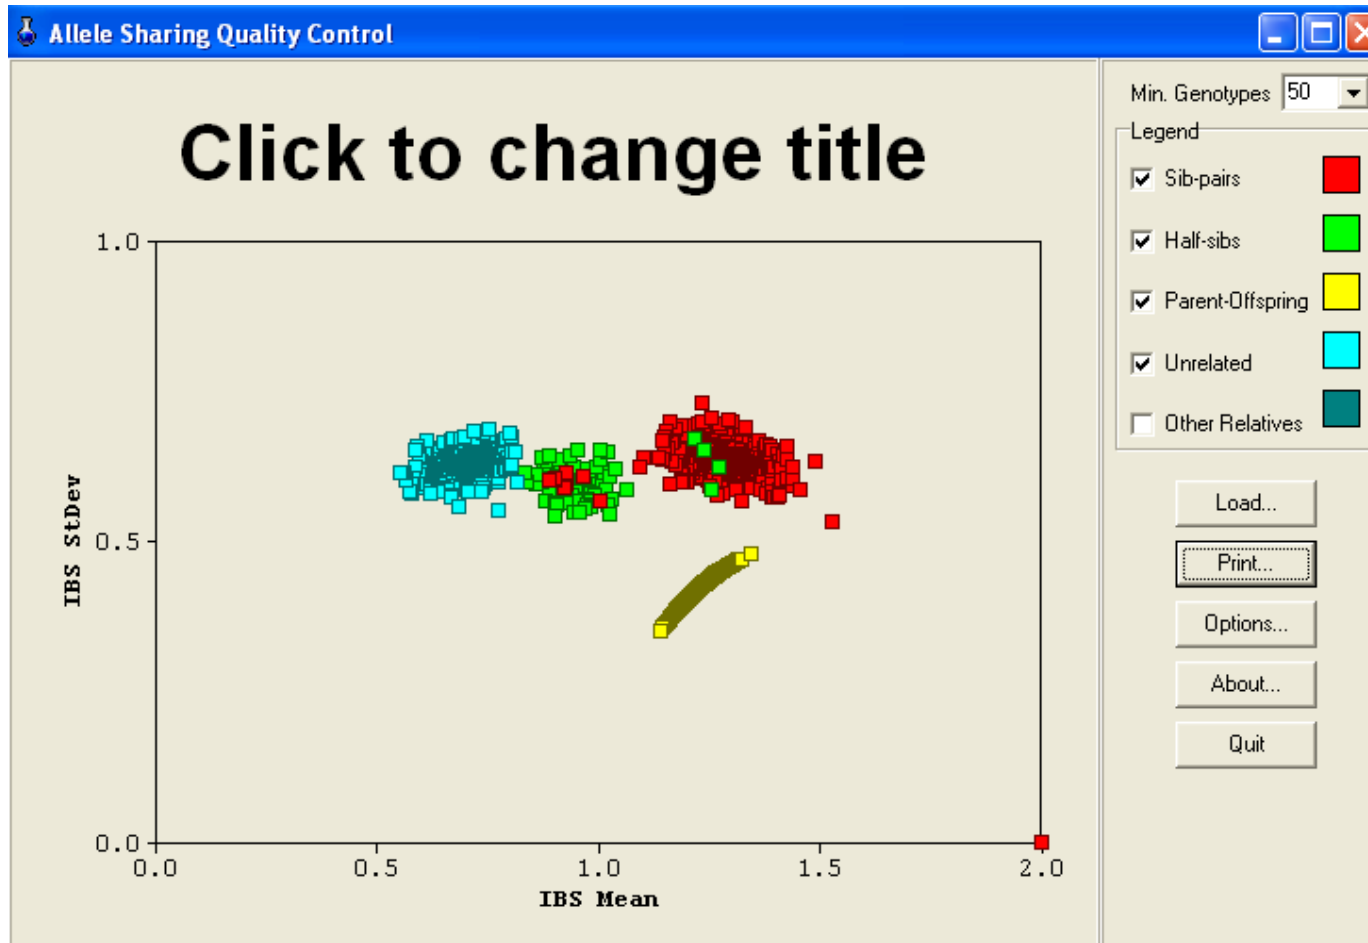 Allele Sharing Quality Control
Click to change title
1.0
0.5
0.0
IBS StDev
0.0 0.5 1.0 1.5 2.0
IBS Mean
Min. Genotypes 50
Legend
Sib-pairs
Half-sibs
Parent-Offspring
Unrelated
Other Relatives
Load...
Print...
Options...
About...
Quit